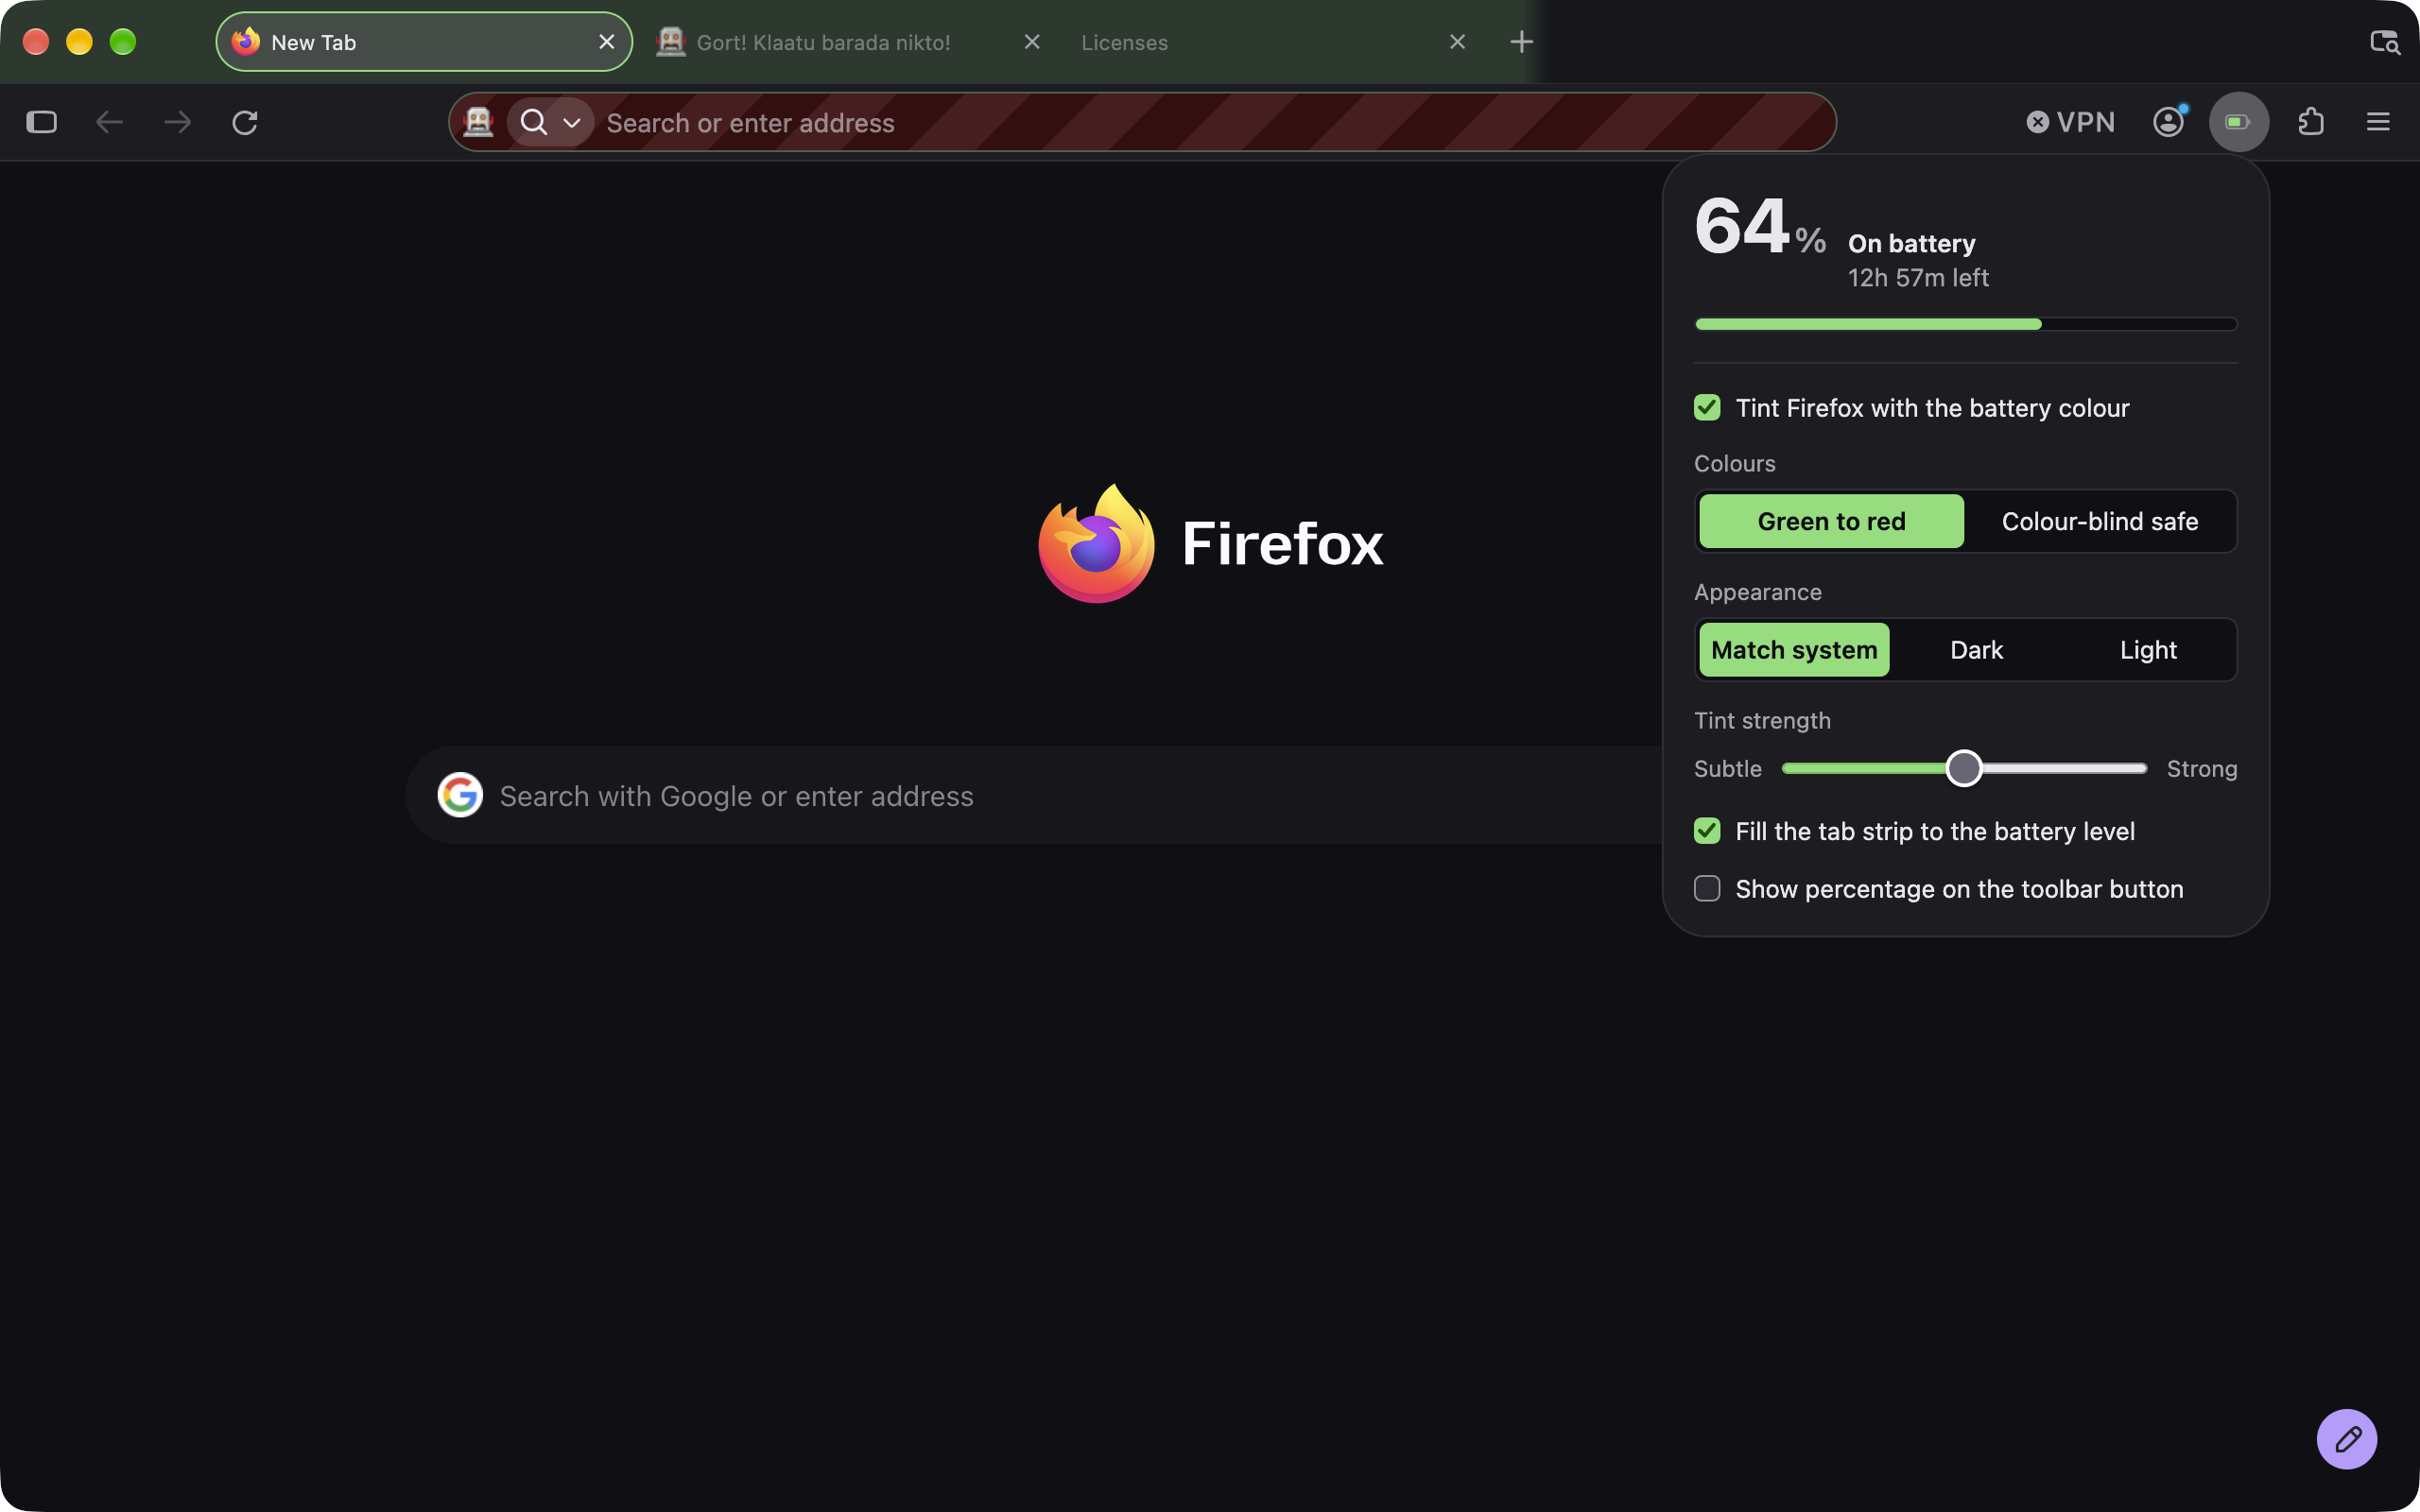 New Tab
Gort! Klaatu barada nikto!
Licenses
Search or enter address
VPN
64%
On battery
12h 57m left
Tint Firefox with the battery colour
Colours
Green to red
Colour-blind safe
Appearance
Match system
Dark
Light
Tint strength
Subtle
Strong
Fill the tab strip to the battery level
Show percentage on the toolbar button
Firefox
Search with Google or enter address